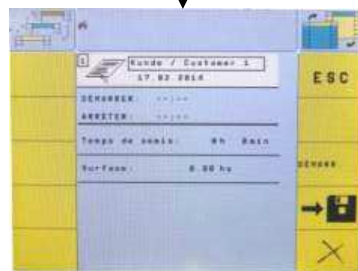 1
Kunde / Customer 1
17.02.2014
DEMARRER: --:--
ARRETER: --:--
Temps de semis: 0h 0min
Surface: 0.00 ha
ESC
DEMARR.